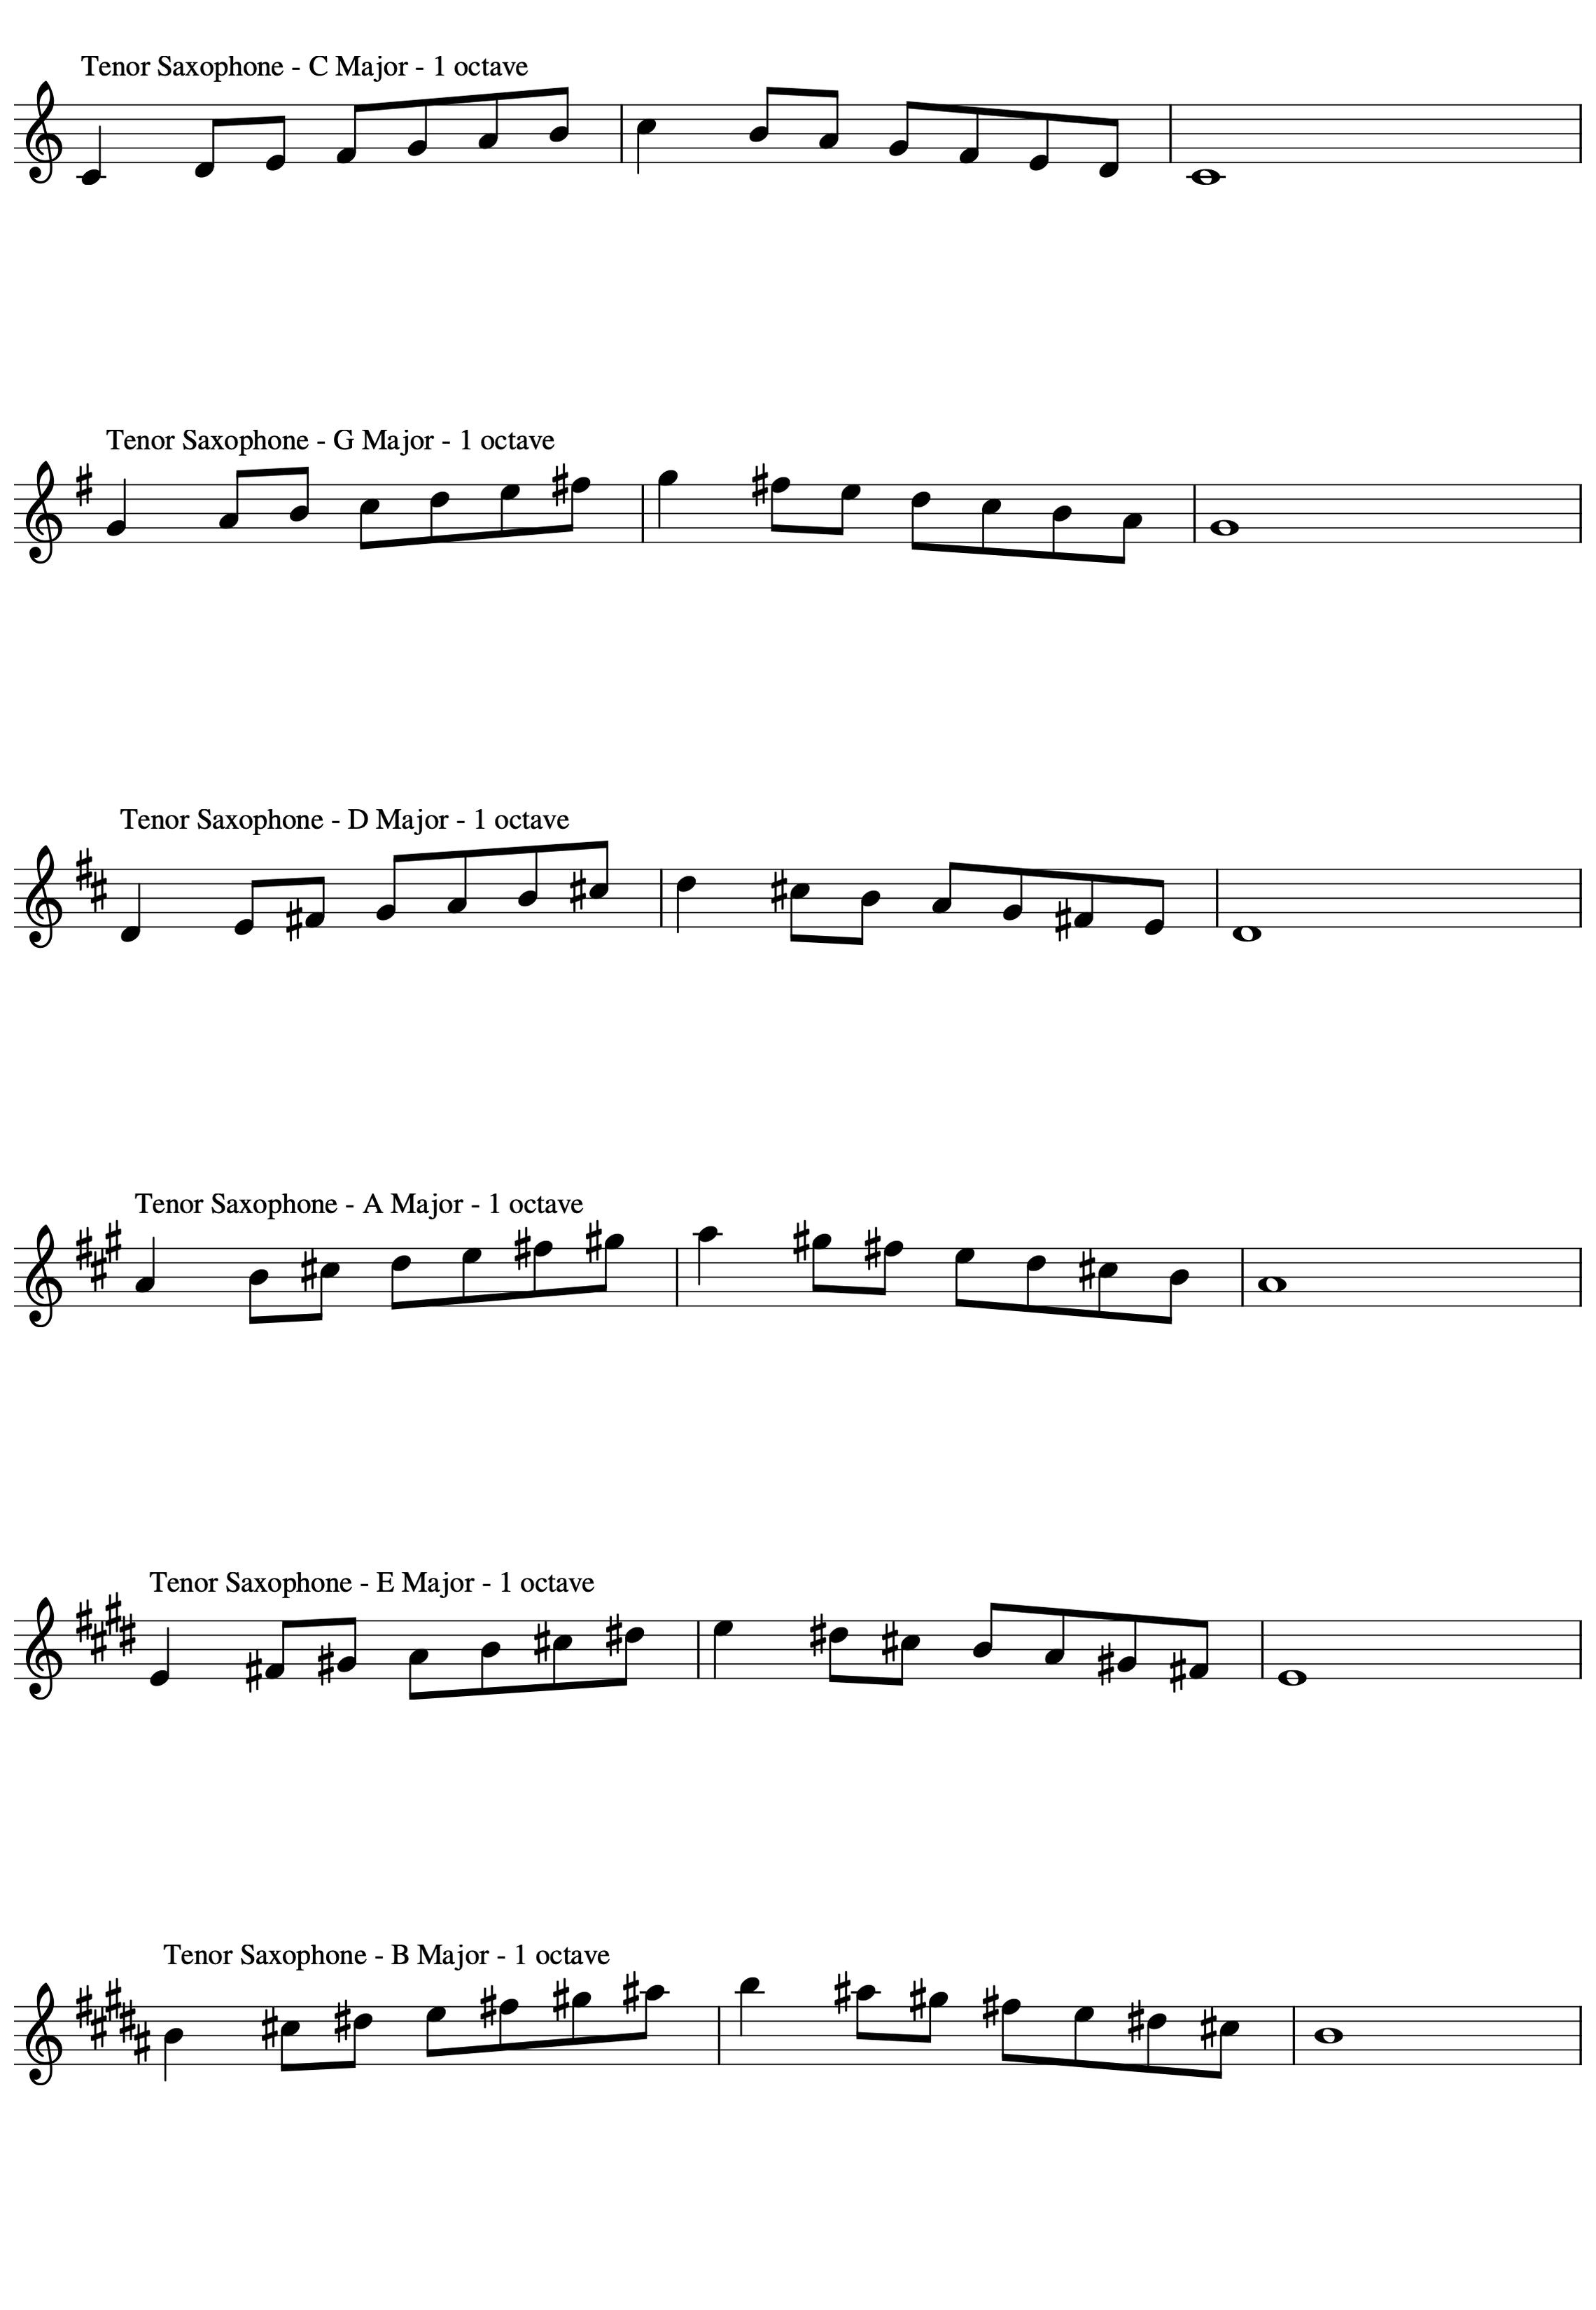 Tenor Saxophone - C Major - 1 octave
Tenor Saxophone - G Major - 1 octave
Tenor Saxophone - D Major - 1 octave
Tenor Saxophone - A Major - 1 octave
Tenor Saxophone - E Major - 1 octave
Tenor Saxophone - B Major - 1 octave